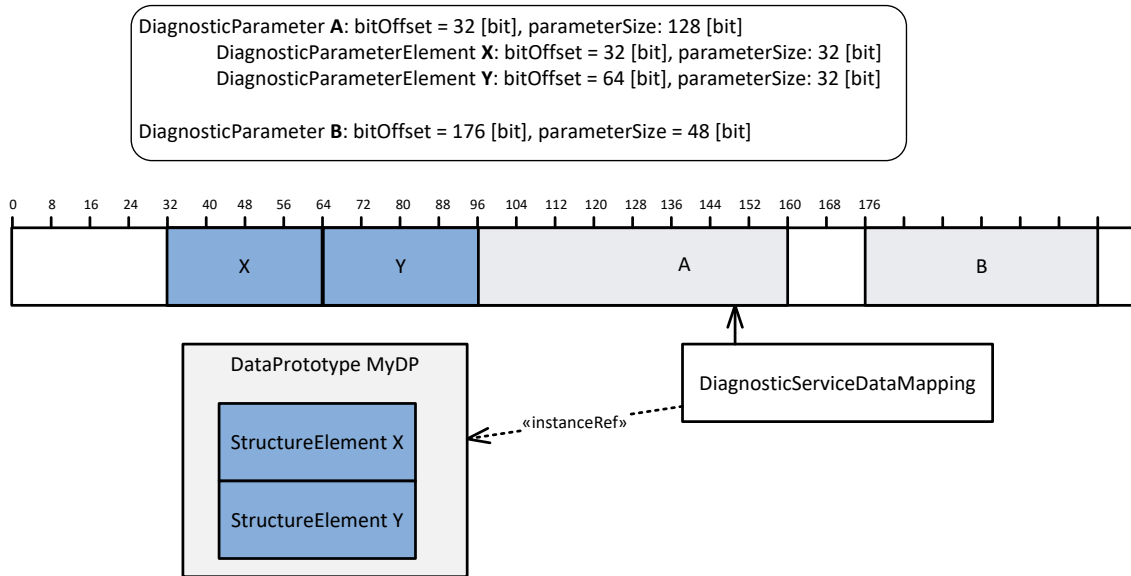 DiagnosticParameter A: bitOffset = 32 [bit], parameterSize: 128 [bit]
DiagnosticParameterElement X: bitOffset = 32 [bit], parameterSize: 32 [bit]
DiagnosticParameterElement Y: bitOffset = 64 [bit], parameterSize: 32 [bit]
DiagnosticParameter B: bitOffset = 176 [bit], parameterSize = 48 [bit]
0 8 16 24 32 40 48 56 64 72 80 88 96 104 112 120 128 136 144 152 160 168 176
X Y A B
DataPrototype MyDP
DiagnosticServiceDataMapping
«instanceRef»
StructureElement X
StructureElement Y